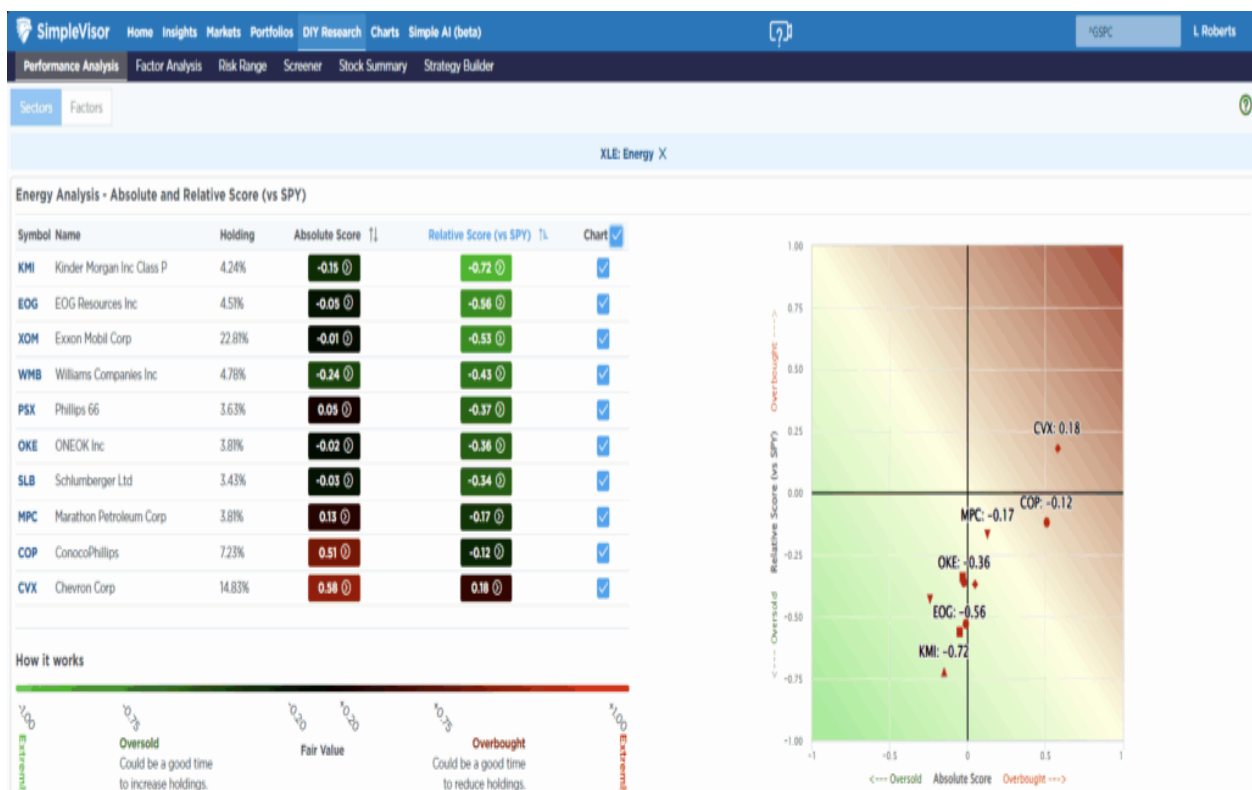 SimpleVisor Home Insights Markets Portfolios DIY Research Charts Simple AI (beta) ? ^GSPC L Roberts
Performance Analysis Factor Analysis Risk Range Screener Stock Summary Strategy Builder
Sectors Factors
XLE: Energy X
Energy Analysis - Absolute and Relative Score (vs SPY)
Symbol Name Holding Absolute Score Relative Score (vs SPY) Chart
KMI Kinder Morgan Inc Class P 4.24% -0.15 -0.72
EOG EOG Resources Inc 4.51% -0.05 -0.56
XOM Exxon Mobil Corp 22.81% -0.01 -0.53
WMB Williams Companies Inc 4.78% -0.24 -0.43
PSX Phillips 66 3.63% 0.05 -0.37
OKE ONEOK Inc 3.81% -0.02 -0.36
SLB Schlumberger Ltd 3.43% -0.03 -0.34
MPC Marathon Petroleum Corp 3.81% 0.13 -0.17
COP ConocoPhillips 7.23% 0.51 -0.12
CVX Chevron Corp 14.83% 0.58 0.18
How it works
-1.00 -0.75 -0.20 +0.20 +0.75 +1.00
Oversold
Could be a good time
to increase holdings.
Fair Value
Overbought
Could be a good time
to reduce holdings.
1.00
0.75
0.50
0.25
0.00
-0.25
-0.50
-0.75
-1.00
<--- Oversold Relative Score (vs SPY) Overbought --->
CVX: 0.18
COP: -0.12
MPC: -0.17
OKE: -0.36
EOG: -0.56
KMI: -0.72
-1 -0.5 0 0.5 1
<--- Oversold Absolute Score Overbought --->